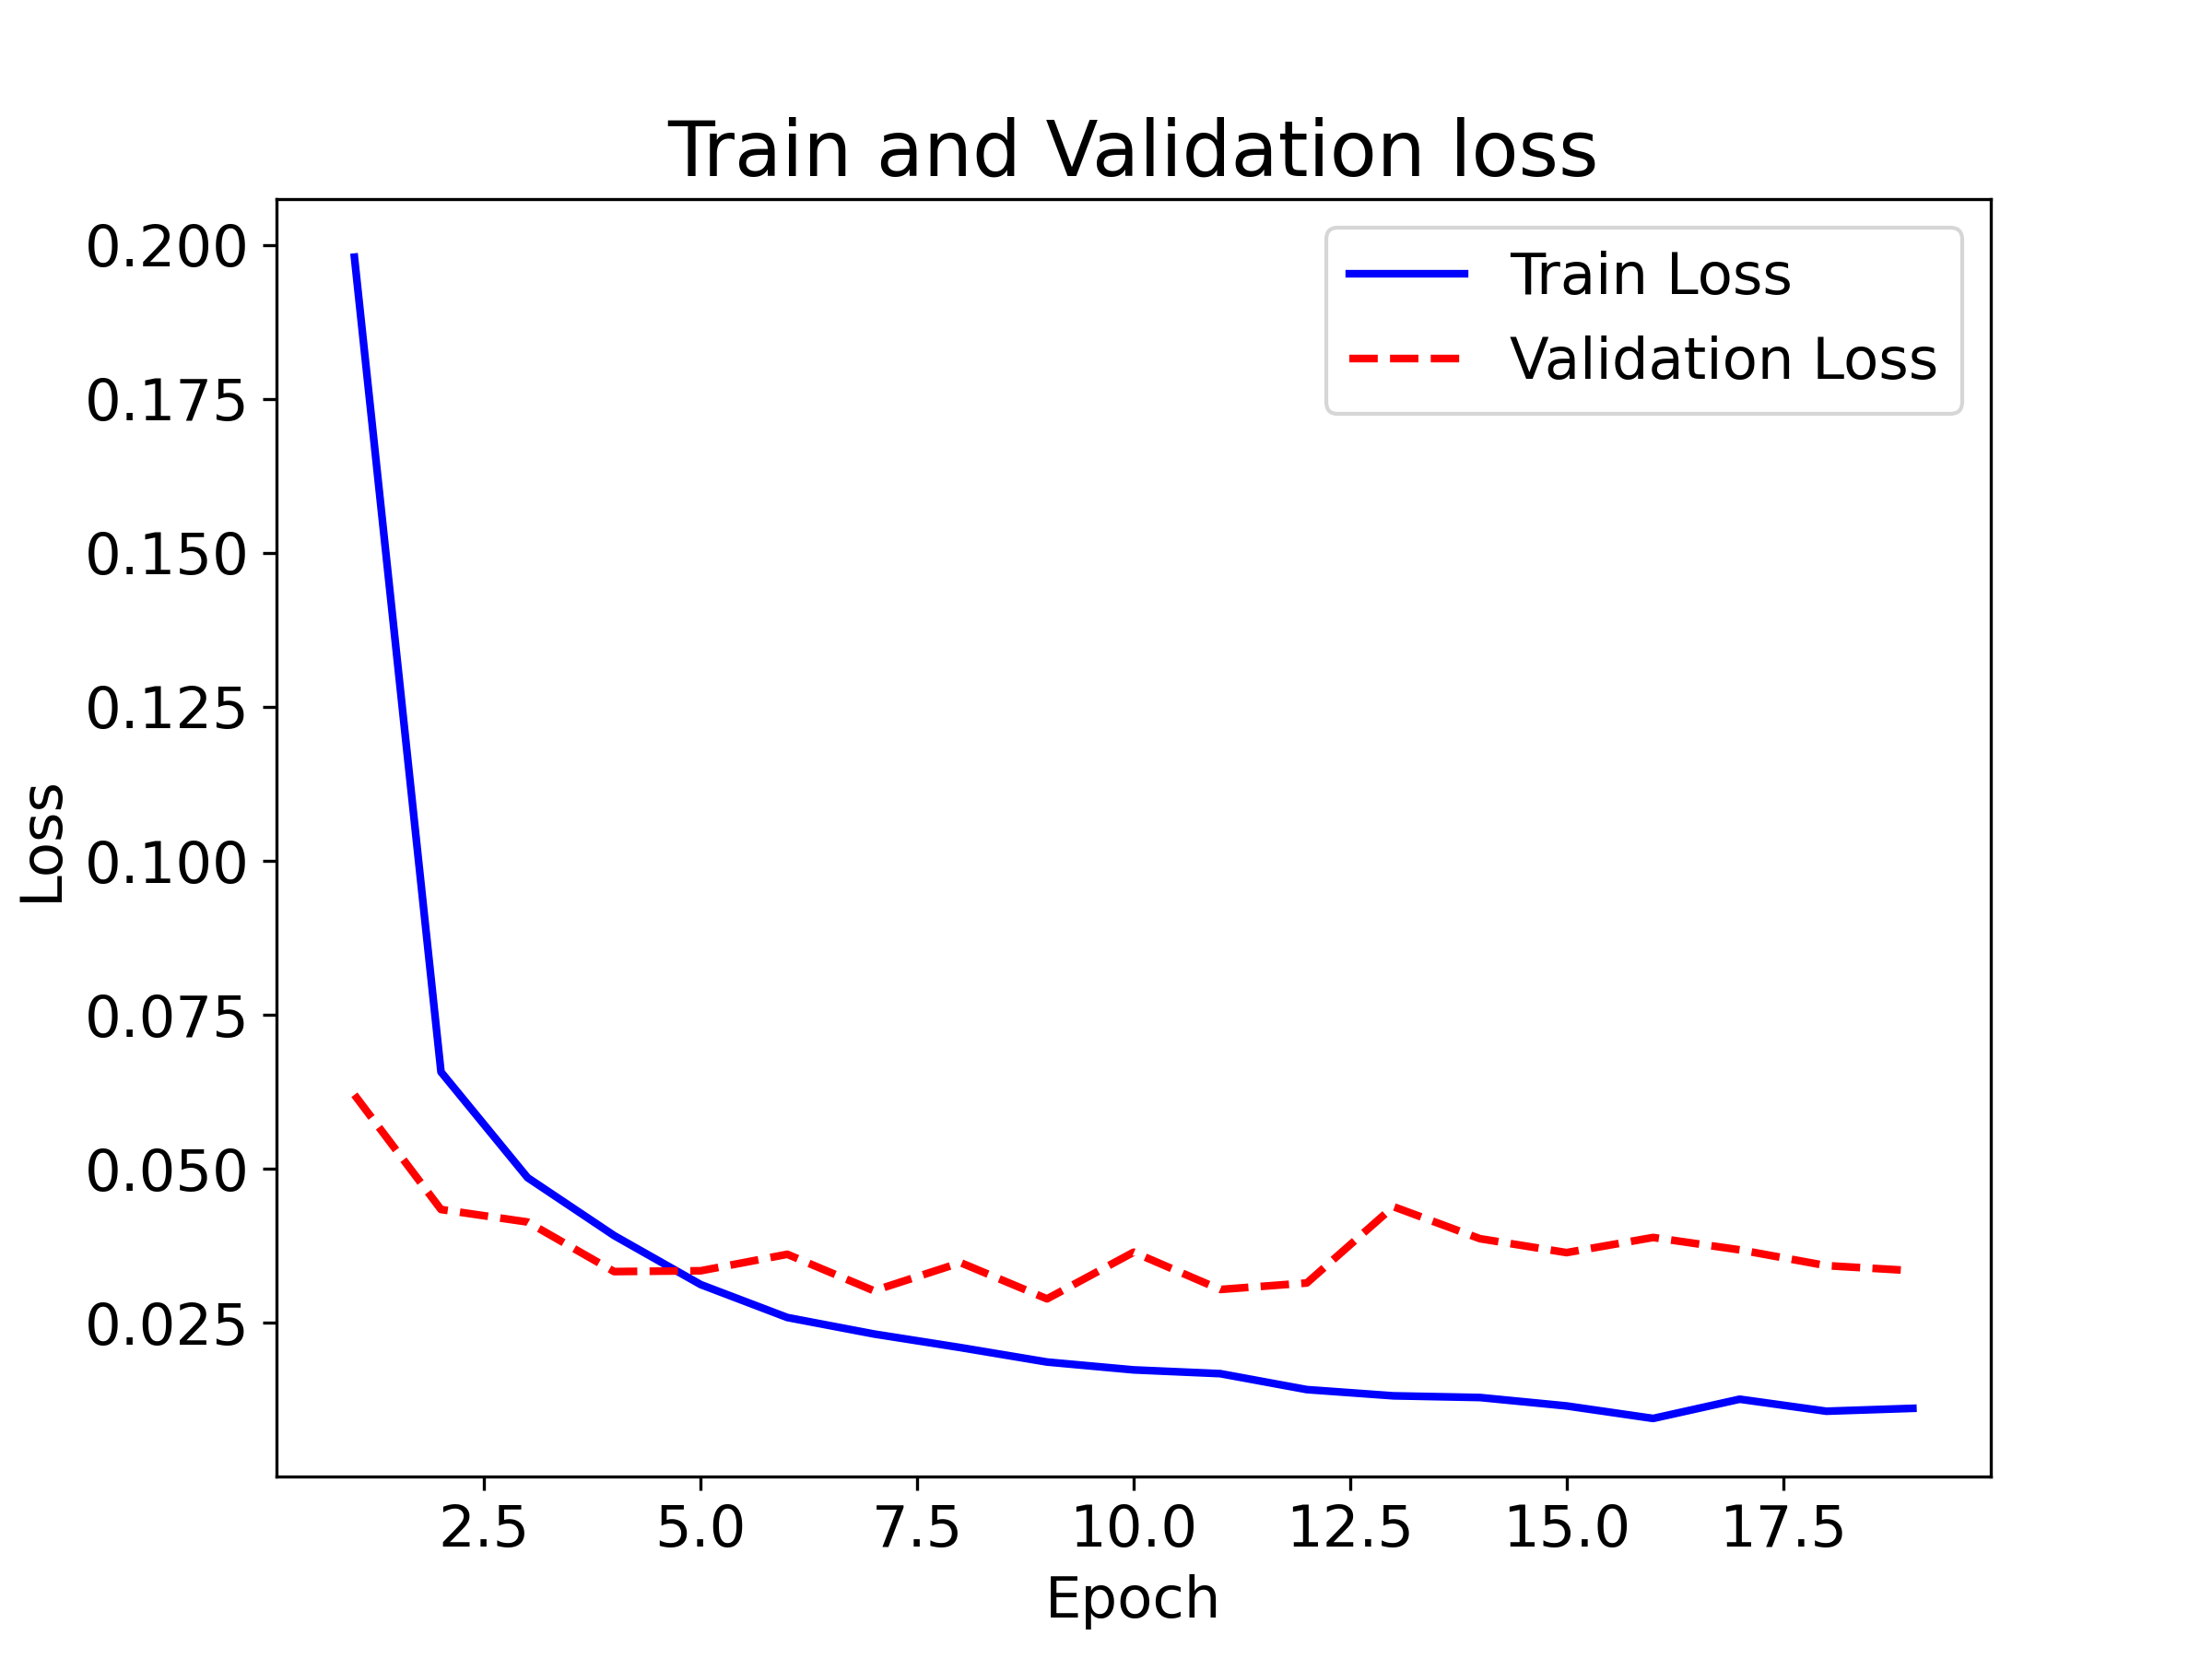 Train and Validation loss
Train Loss
Validation Loss
0.200
0.175
0.150
0.125
0.100
0.075
0.050
0.025
Loss
2.5 5.0 7.5 10.0 12.5 15.0 17.5
Epoch